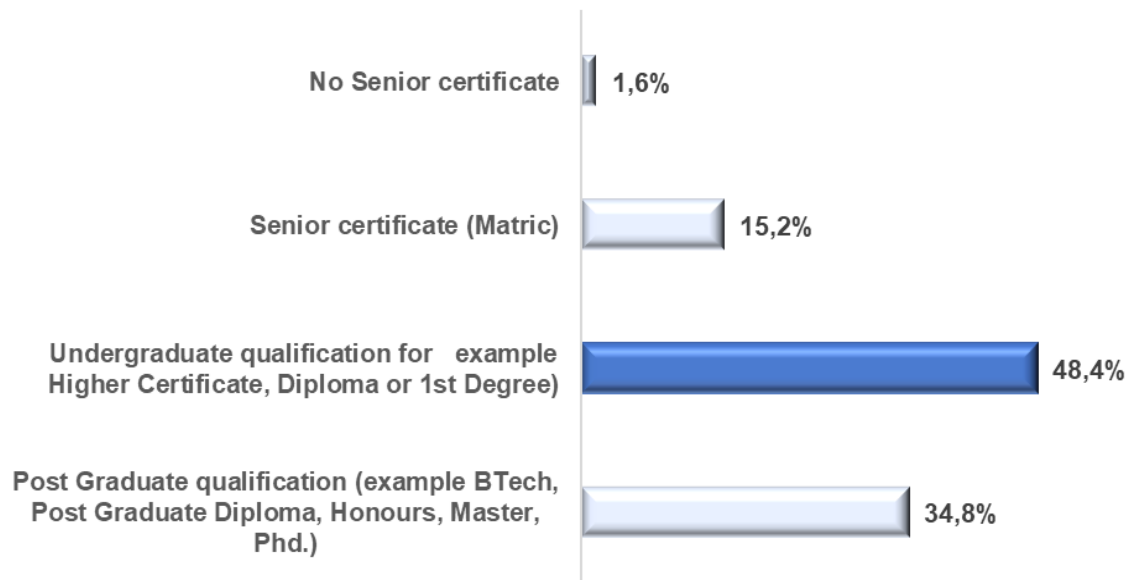 No Senior certificate
1,6%
Senior certificate (Matric)
15,2%
Undergraduate qualification for example
Higher Certificate, Diploma or 1st Degree)
48,4%
Post Graduate qualification (example BTech,
Post Graduate Diploma, Honours, Master,
Phd.)
34,8%